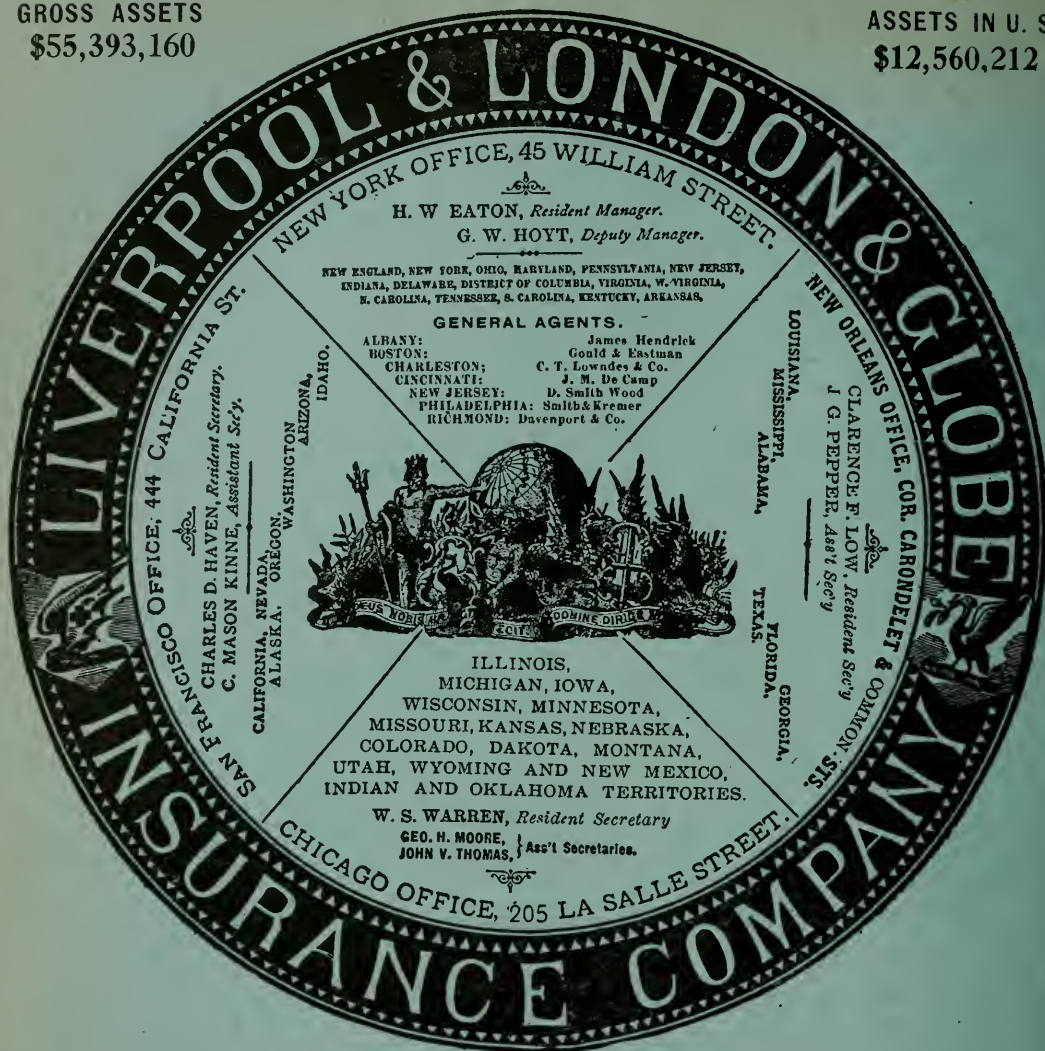 GROSS ASSETS
$55,393,160
ASSETS IN U. S
$12,560,212
LIVERPOOL & LONDON & GLOBE
INSURANCE COMPANY
NEW YORK OFFICE, 45 WILLIAM STREET.
H. W EATON, Resident Manager.
G. W. HOYT, Deputy Manager.
NEW ENGLAND, NEW YORK, OHIO, MARYLAND, PENNSYLVANIA, NEW JERSEY,
INDIANA, DELAWARE, DISTRICT OF COLUMBIA, VIRGINIA, W. VIRGINIA,
N. CAROLINA, TENNESSEE, S. CAROLINA, KENTUCKY, ARKANSAS,
GENERAL AGENTS.
ALBANY: James Hendrick
BOSTON: Gould & Eastman
CHARLESTON; C. T. Lowndes & Co.
CINCINNATI: J. M. De Camp
NEW JERSEY: D. Smith Wood
PHILADELPHIA: Smith & Kremer
RICHMOND: Davenport & Co.
SAN FRANCISCO OFFICE, 444 CALIFORNIA ST.
CHARLES D. HAVEN, Resident Secretary.
C. MASON KINNE, Assistant Sec'y.
CALIFORNIA, NEVADA,
ALASKA. OREGON,
WASHINGTON
ARIZONA,
IDAHO.
NEW ORLEANS OFFICE, COR. CARONDELET & COMMON STS.
CLARENCE F. LOW. Resident Sec'y
J G. PEPPER, Ass't Sec'y
LOUISIANA,
MISSISSIPPI,
ALABAMA,
TEXAS,
FLORIDA,
GEORGIA,
DEUS NOBIS ECIT. DOMINE DIRIGE
ILLINOIS,
MICHIGAN, IOWA,
WISCONSIN, MINNESOTA,
MISSOURI, KANSAS, NEBRASKA,
COLORADO, DAKOTA, MONTANA,
UTAH, WYOMING AND NEW MEXICO,
INDIAN AND OKLAHOMA TERRITORIES.
W. S. WARREN, Resident Secretary
GEO. H. MOORE,
JOHN V. THOMAS, } Ass't Secretaries.
CHICAGO OFFICE, 205 LA SALLE STREET.